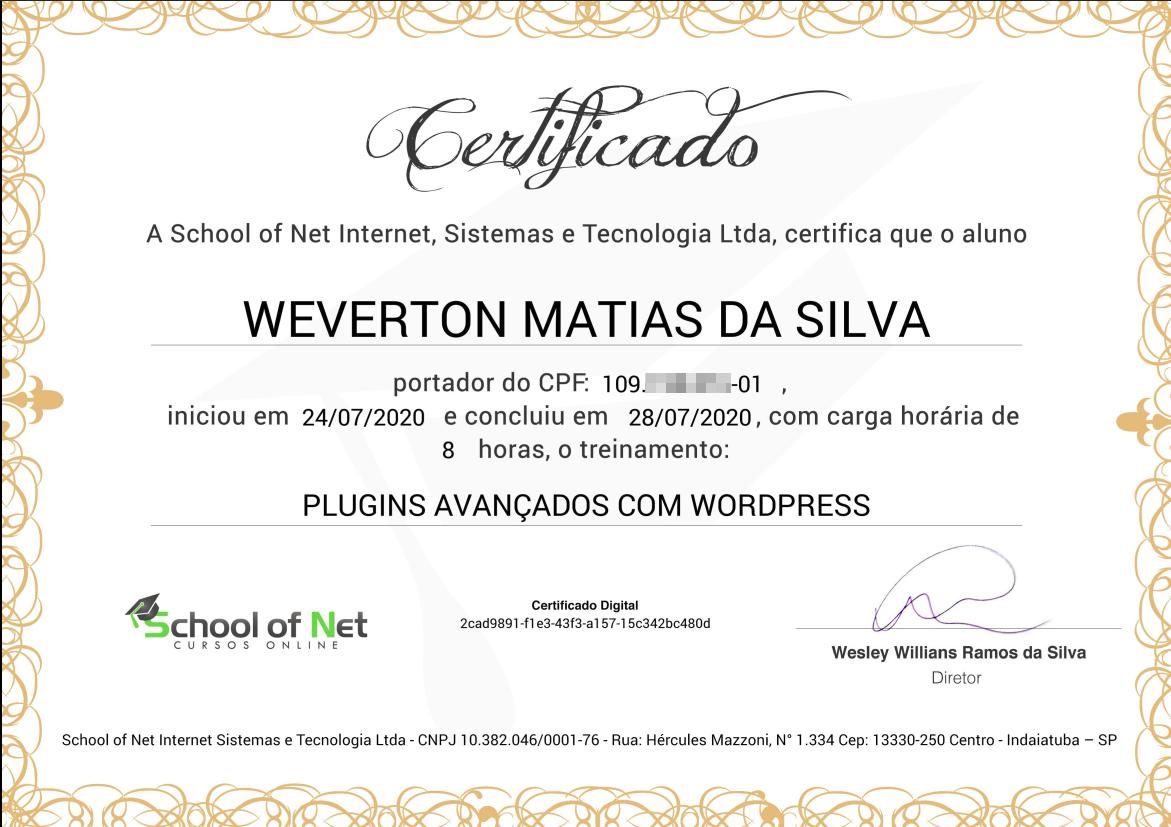 Certificado
A School of Net Internet, Sistemas e Tecnologia Ltda, certifica que o aluno
WEVERTON MATIAS DA SILVA
portador do CPF: 109. -01 ,
iniciou em 24/07/2020 e concluiu em 28/07/2020, com carga horária de
8 horas, o treinamento:
PLUGINS AVANÇADOS COM WORDPRESS
School of Net
CURSOS ONLINE
Certificado Digital
2cad9891-f1e3-43f3-a157-15c342bc480d
Wesley Willians Ramos da Silva
Diretor
School of Net Internet Sistemas e Tecnologia Ltda - CNPJ 10.382.046/0001-76 - Rua: Hércules Mazzoni, N° 1.334 Cep: 13330-250 Centro - Indaiatuba – SP